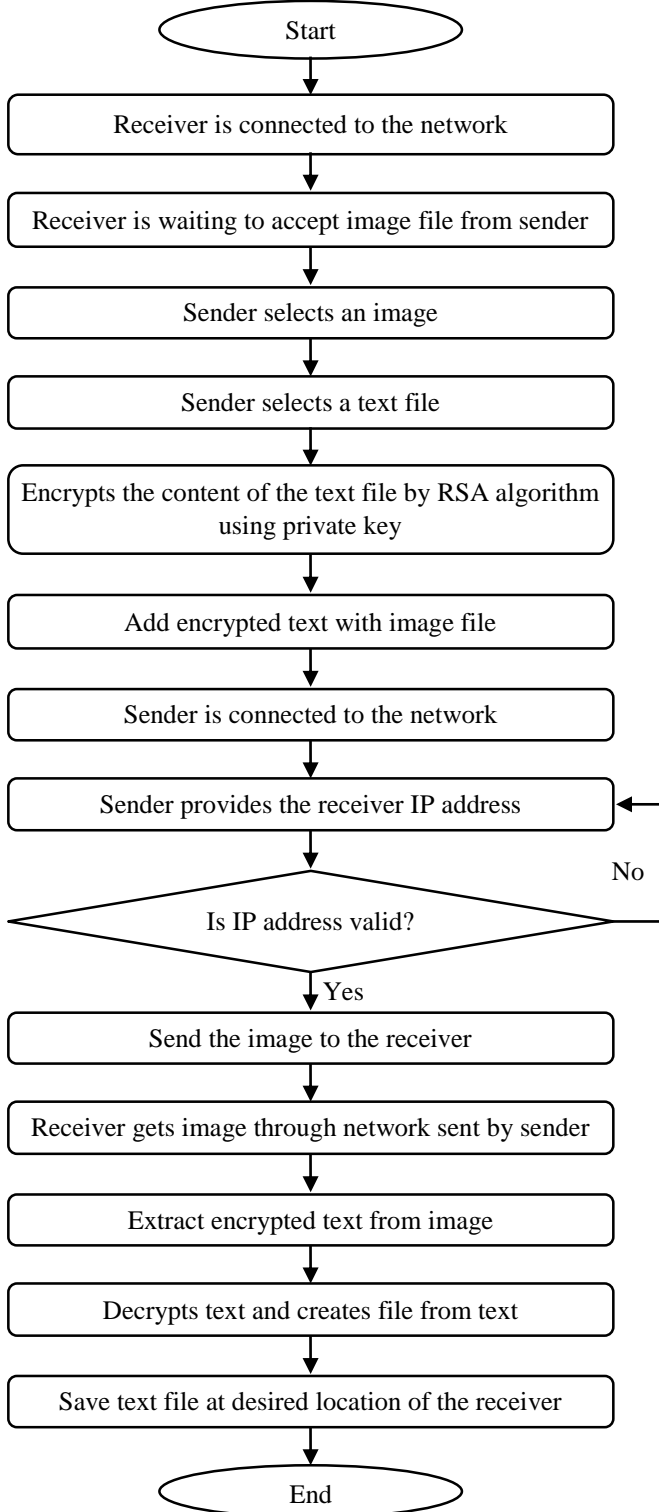 Start
Receiver is connected to the network
Receiver is waiting to accept image file from sender
Sender selects an image
Sender selects a text file
Encrypts the content of the text file by RSA algorithm
using private key
Add encrypted text with image file
Sender is connected to the network
Sender provides the receiver IP address
No
Is IP address valid?
Yes
Send the image to the receiver
Receiver gets image through network sent by sender
Extract encrypted text from image
Decrypts text and creates file from text
Save text file at desired location of the receiver
End